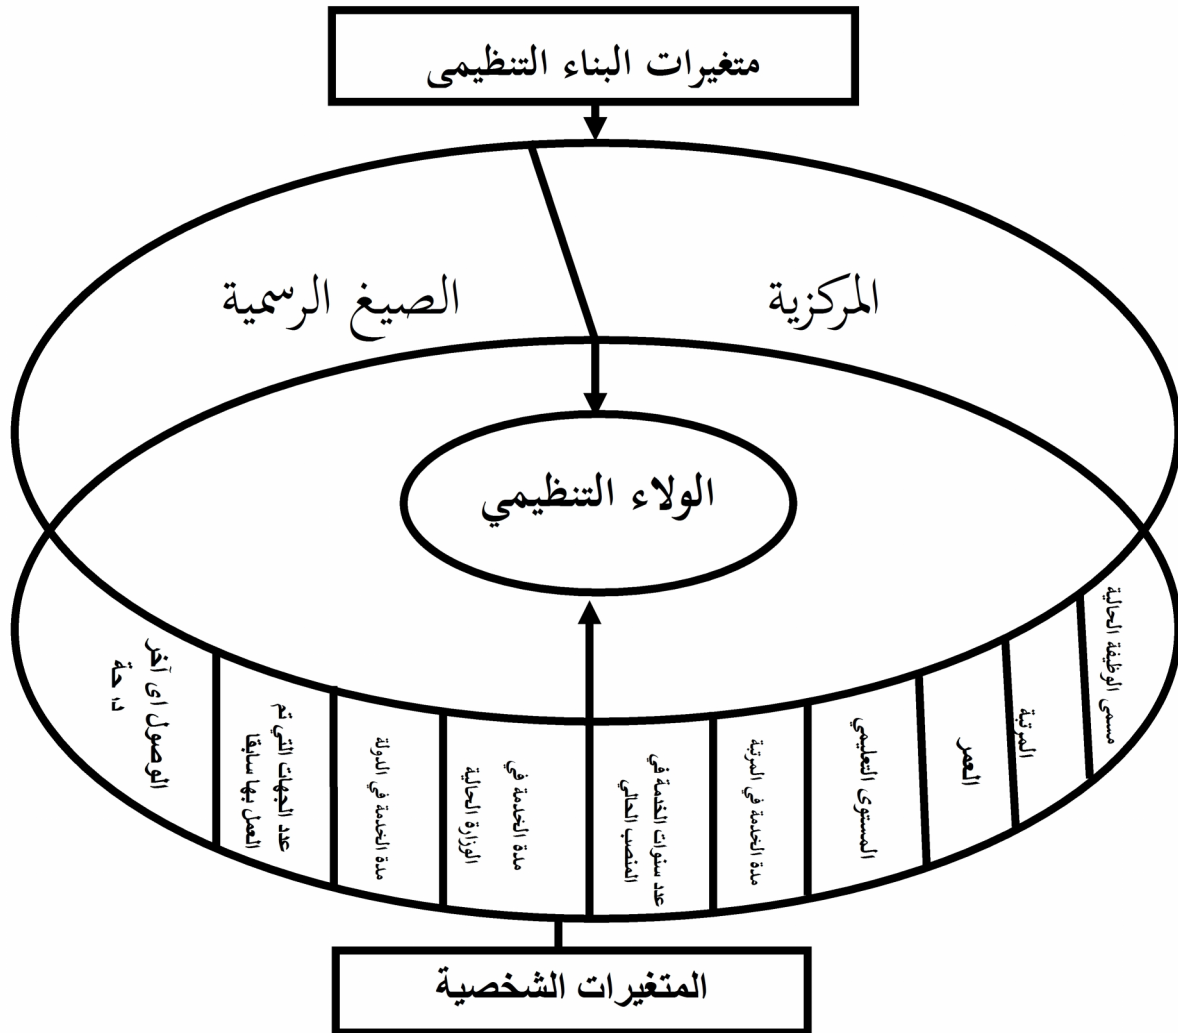 متغيرات البناء التنظيمى
المركزية
الصيغ الرسمية
الولاء التنظيمي
مسمى الوظيفة الحالية
المرتبة
العمر
المستوى التعليمي
مدة الخدمة في المرتبة
عدد سنوات الخدمة في
المنصب الحالي
مدة الخدمة في
الوزارة الحالية
مدة الخدمة في الدولة
عدد الجهات التي تم
العمل بها سابقا
الوصول اى آخر
المتغيرات الشخصية